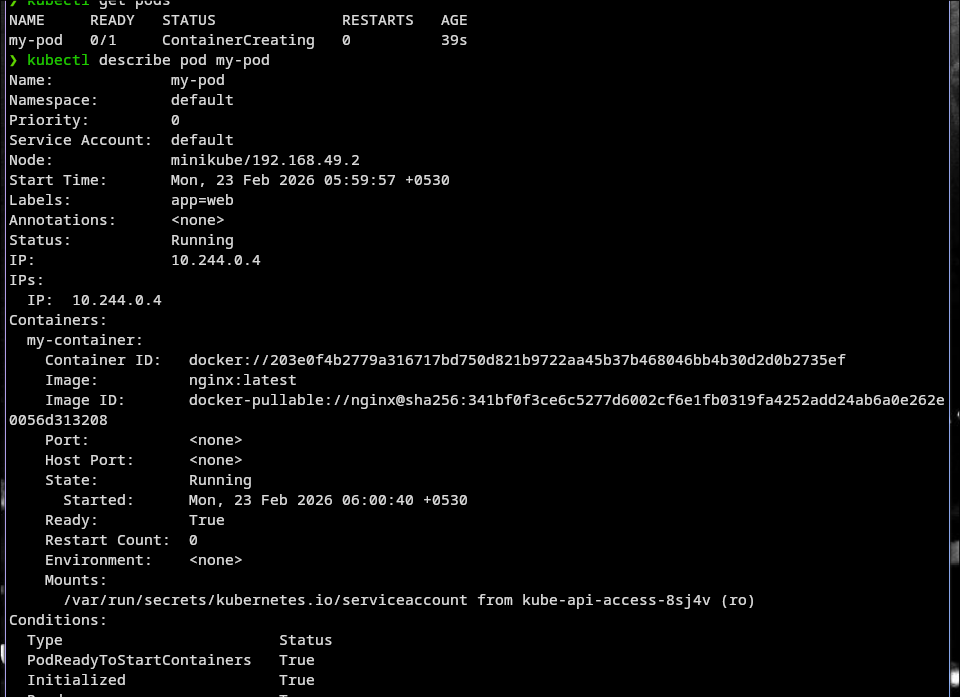 ❯ kubectl get pods
NAME     READY   STATUS              RESTARTS   AGE
my-pod   0/1     ContainerCreating   0          39s
❯ kubectl describe pod my-pod
Name:             my-pod
Namespace:        default
Priority:         0
Service Account:  default
Node:             minikube/192.168.49.2
Start Time:       Mon, 23 Feb 2026 05:59:57 +0530
Labels:           app=web
Annotations:      <none>
Status:           Running
IP:               10.244.0.4
IPs:
  IP:  10.244.0.4
Containers:
  my-container:
    Container ID:   docker://203e0f4b2779a316717bd750d821b9722aa45b37b468046bb4b30d2d0b2735ef
    Image:          nginx:latest
    Image ID:       docker-pullable://nginx@sha256:341bf0f3ce6c5277d6002cf6e1fb0319fa4252add24ab6a0e262e
0056d313208
    Port:           <none>
    Host Port:      <none>
    State:          Running
      Started:      Mon, 23 Feb 2026 06:00:40 +0530
    Ready:          True
    Restart Count:  0
    Environment:    <none>
    Mounts:
      /var/run/secrets/kubernetes.io/serviceaccount from kube-api-access-8sj4v (ro)
Conditions:
  Type                        Status
  PodReadyToStartContainers   True
  Initialized                 True